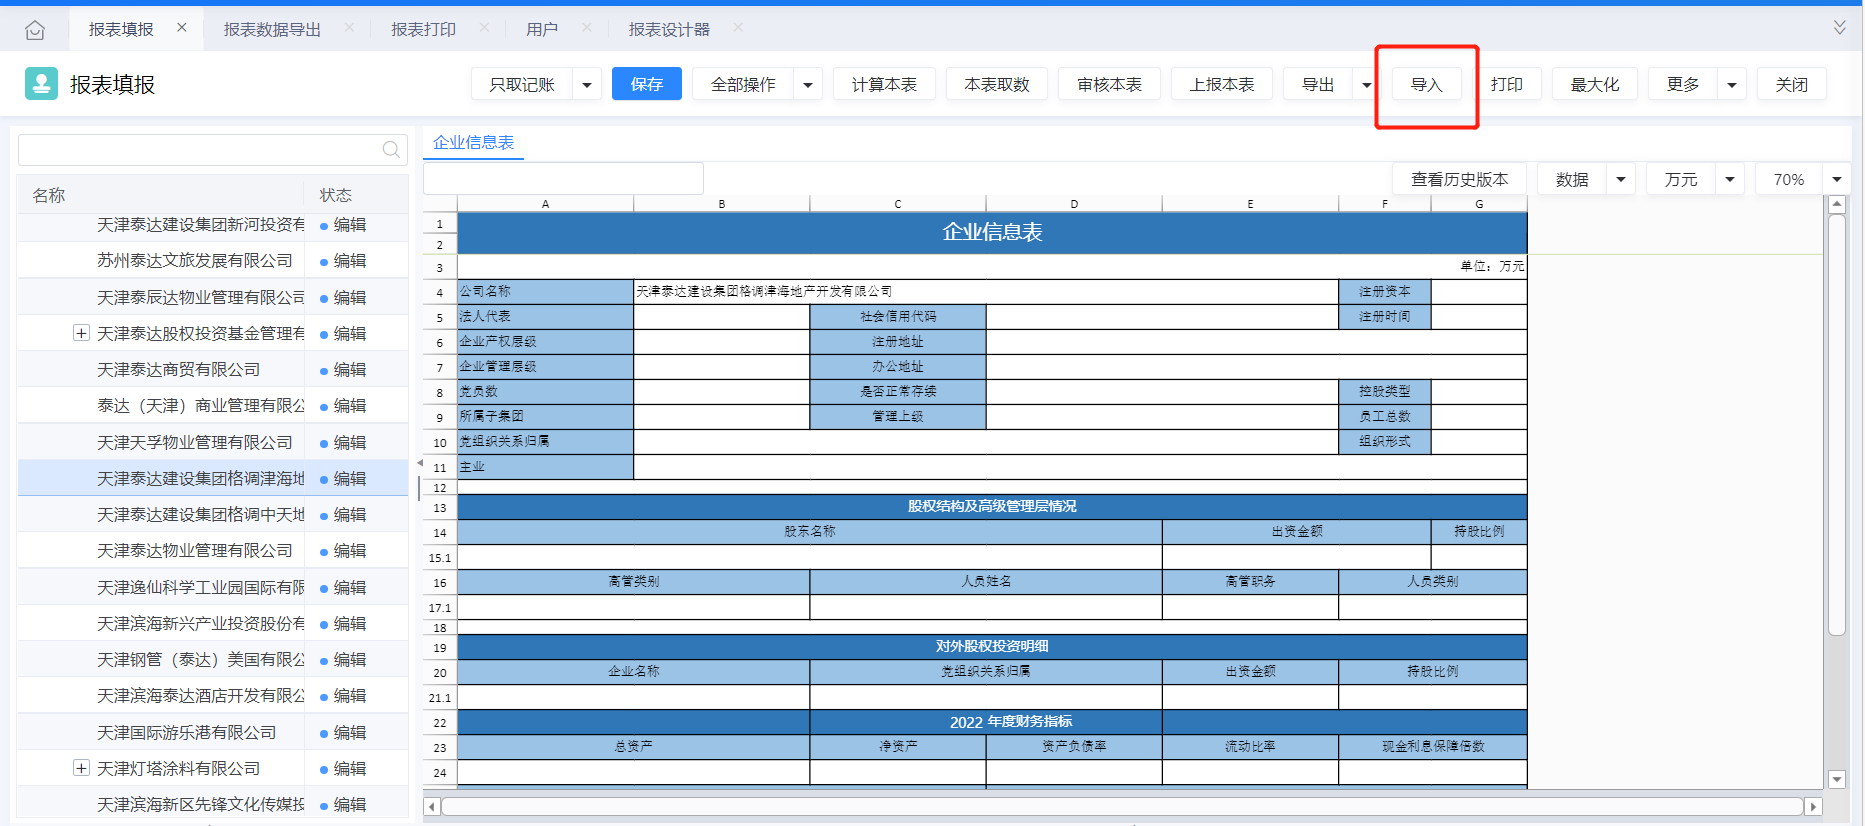 报表填报 × 报表数据导出 × 报表打印 × 用户 × 报表设计器 ×
报表填报
只取记账 保存 全部操作 计算本表 本表取数 审核本表 上报本表 导出 导入 打印 最大化 更多 关闭
企业信息表
查看历史版本 数据 万元 70%
名称 状态
天津泰达建设集团新河投资有 编辑
苏州泰达文旅发展有限公司 编辑
天津泰辰达物业管理有限公司 编辑
天津泰达股权投资基金管理有 编辑
天津泰达商贸有限公司 编辑
泰达（天津）商业管理有限公 编辑
天津天孚物业管理有限公司 编辑
天津泰达建设集团格调津海地 编辑
天津泰达建设集团格调中天地 编辑
天津泰达物业管理有限公司 编辑
天津逸仙科学工业园国际有限 编辑
天津滨海新兴产业投资股份有 编辑
天津钢管（泰达）美国有限公 编辑
天津滨海泰达酒店开发有限公 编辑
天津国际游乐港有限公司 编辑
天津灯塔涂料有限公司 编辑
天津滨海新区先锋文化传媒投 编辑
A B C D E F G
1
企业信息表
2
3 单位：万元
4 公司名称 天津泰达建设集团格调津海地产开发有限公司 注册资本
5 法人代表 社会信用代码 注册时间
6 企业产权层级 注册地址
7 企业管理层级 办公地址
8 党员数 是否正常存续 控股类型
9 所属子集团 管理上级 员工总数
10 党组织关系归属 组织形式
11 主业
12
13 股权结构及高级管理层情况
14 股东名称 出资金额 持股比例
15.1
16 高管类别 人员姓名 高管职务 人员类别
17.1
18
19 对外股权投资明细
20 企业名称 党组织关系归属 出资金额 持股比例
21.1
22 2022 年度财务指标
23 总资产 净资产 资产负债率 流动比率 现金利息保障倍数
24